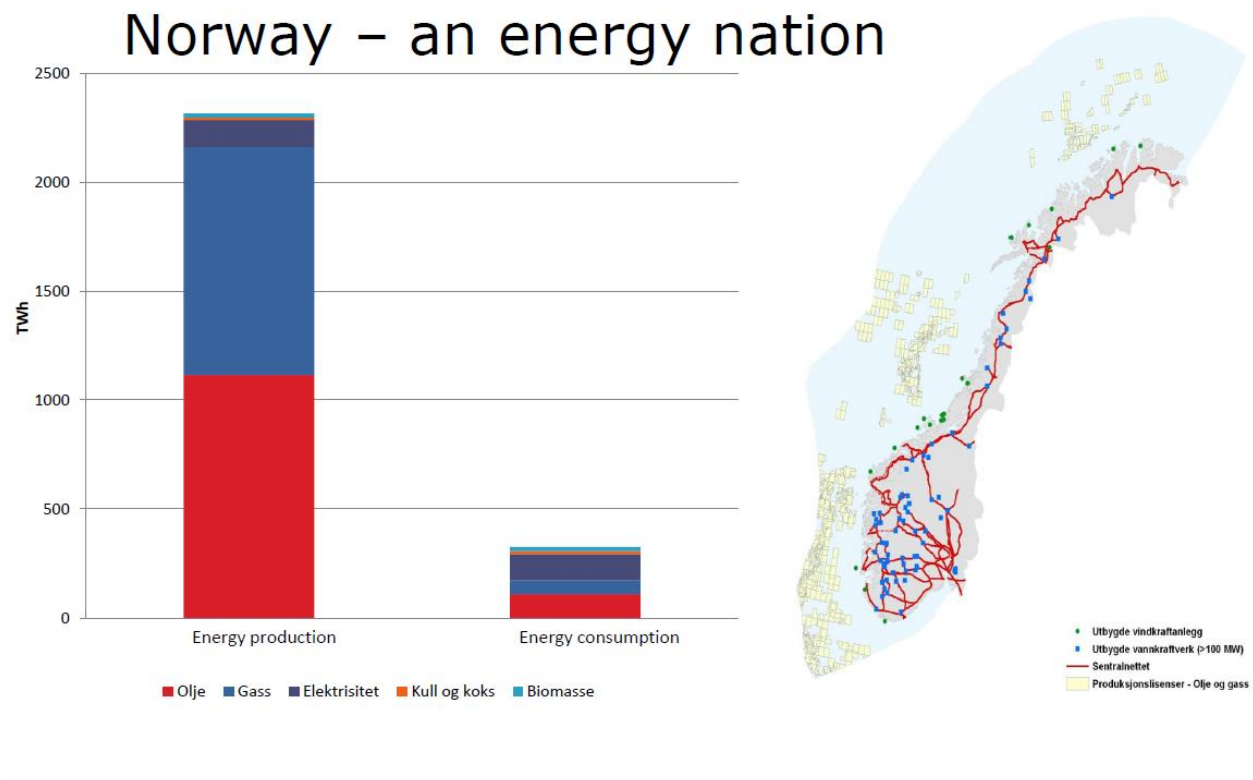 Norway – an energy nation
2500
2000
1500
1000
500
0
TWh
Energy production
Energy consumption
Olje
Gass
Elektrisitet
Kull og koks
Biomasse
Utbygde vindkraftanlegg
Utbygde vannkraftverk (>100 MW)
Sentralnettet
Produksjonslisenser - Olje og gass